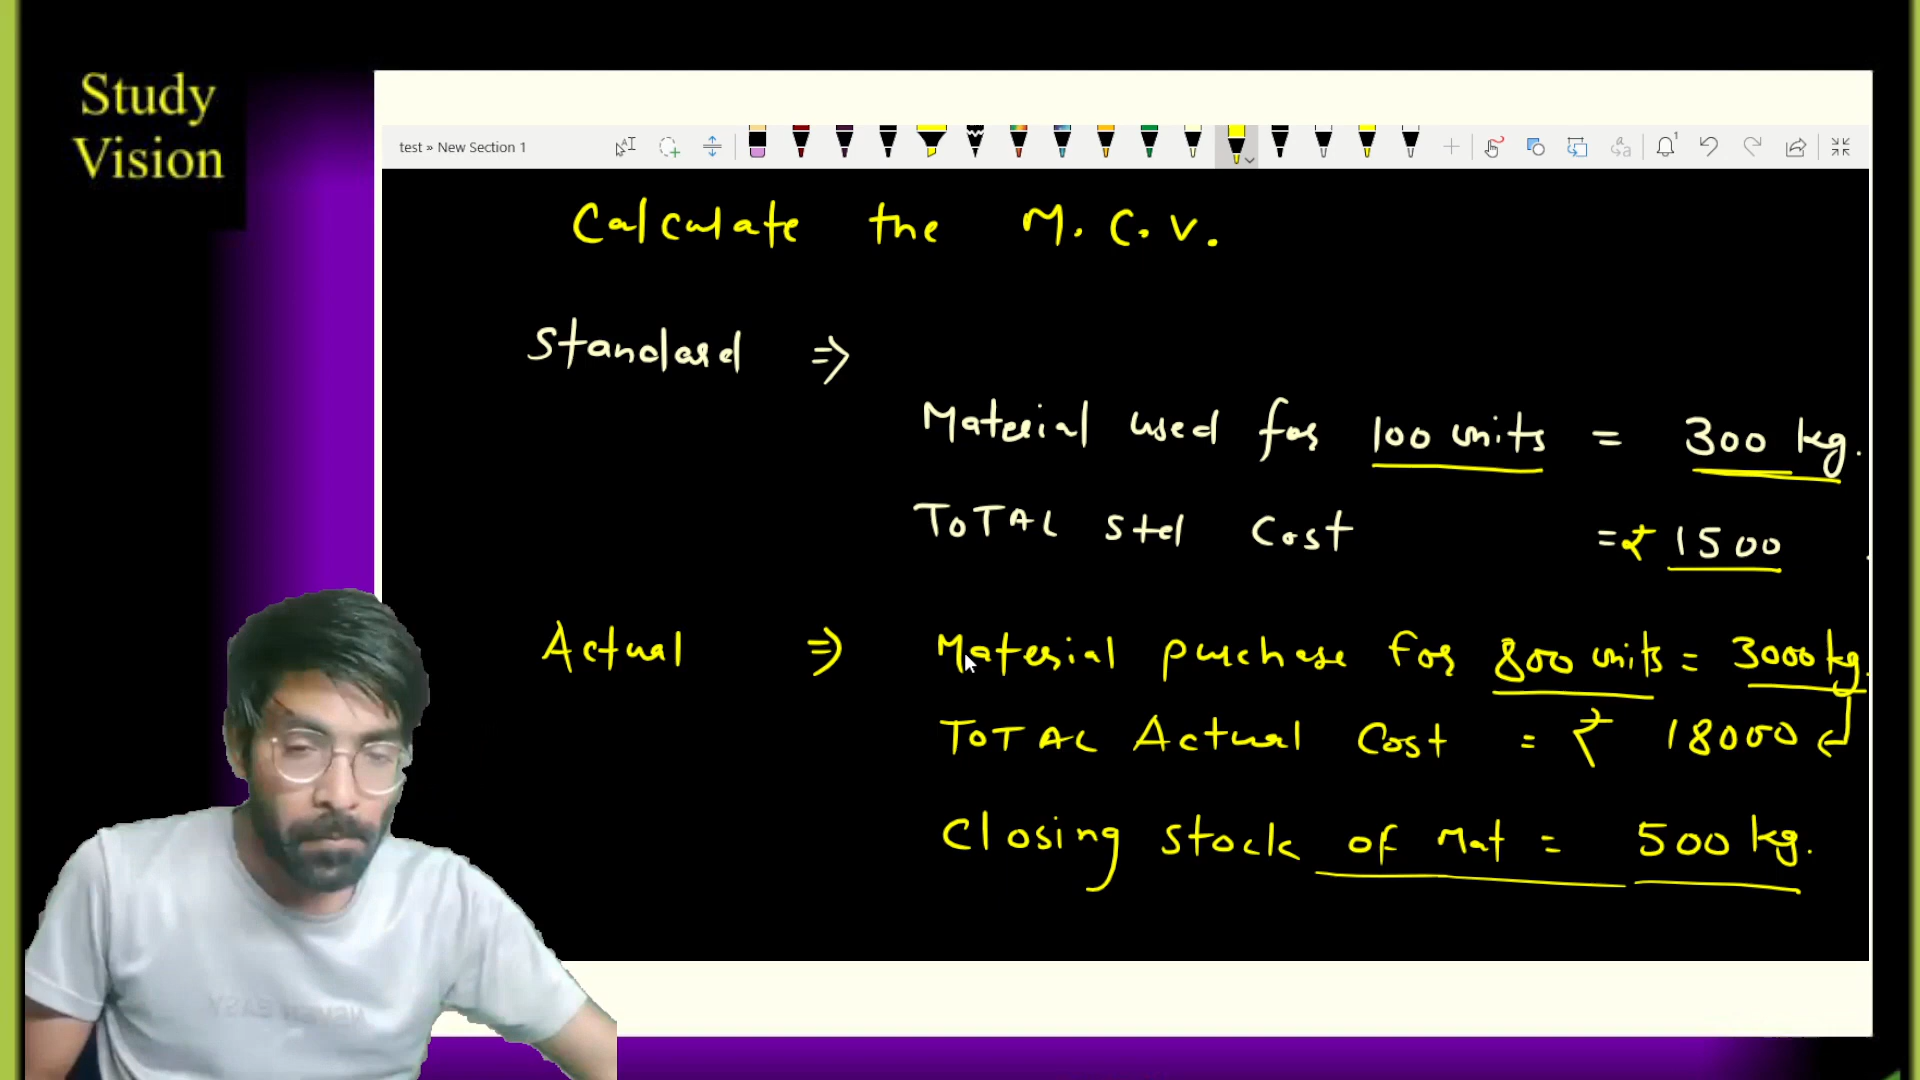 Study
Vision
test » New Section 1
Calculate the M.C.V.
Standard ⇒
Material used for 100 units = 300 kg.
TOTAL Std Cost = ₹ 1500
Actual ⇒ Material purchase for 800 units = 3000 kg.
TOTAL Actual Cost = ₹ 18000
Closing Stock of Mat = 500 kg.